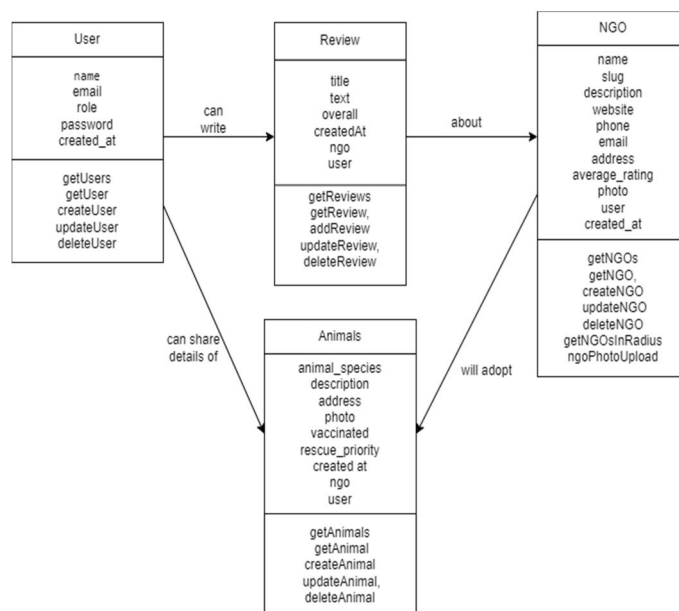 User
name
email
role
password
created_at
getUsers
getUser
createUser
updateUser
deleteUser
can
write
Review
title
text
overall
createdAt
ngo
user
getReviews
getReview,
addReview
updateReview,
deleteReview
about
NGO
name
slug
description
website
phone
email
address
average_rating
photo
user
created_at
getNGOs
getNGO,
createNGO
updateNGO
deleteNGO
getNGOsInRadius
ngoPhotoUpload
can share
details of
Animals
animal_species
description
address
photo
vaccinated
rescue_priority
created at
ngo
user
getAnimals
getAnimal
createAnimal
updateAnimal,
deleteAnimal
will adopt